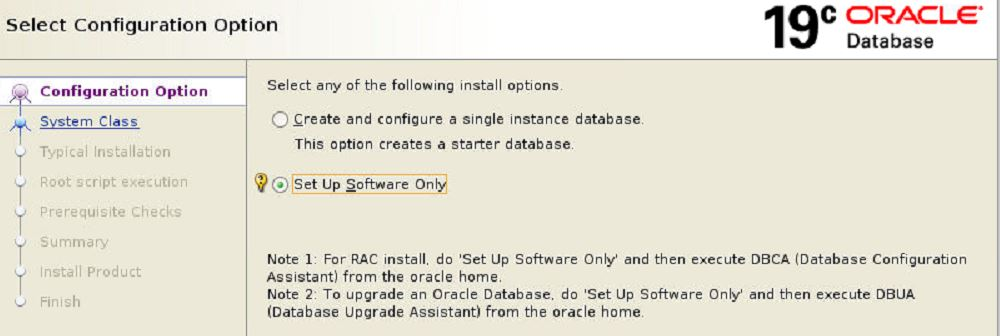 Select Configuration Option
19c ORACLE
Database
Configuration Option
System Class
Typical Installation
Root script execution
Prerequisite Checks
Summary
Install Product
Finish
Select any of the following install options.
Create and configure a single instance database.
This option creates a starter database.
Set Up Software Only
Note 1: For RAC install, do 'Set Up Software Only' and then execute DBCA (Database Configuration
Assistant) from the oracle home.
Note 2: To upgrade an Oracle Database, do 'Set Up Software Only' and then execute DBUA
(Database Upgrade Assistant) from the oracle home.